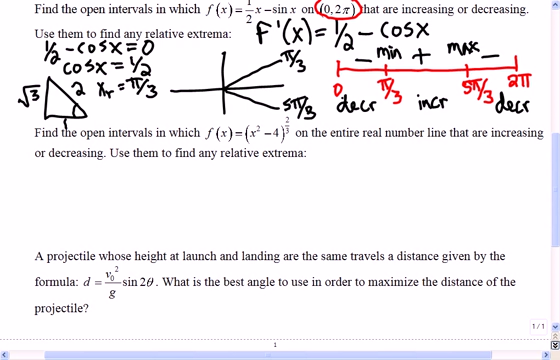 Find the open intervals in which f(x) = 1/2 x − sin x on (0, 2π) that are increasing or decreasing.
Use them to find any relative extrema:
F'(x) = 1/2 - cosx
1/2 - cosx = 0
cosx = 1/2
xr = π/3
√3 2 1
π/3
5π/3
– min + max –
0 π/3 5π/3 2π
decr incr decr
Find the open intervals in which f(x) = (x² − 4)^(2/3) on the entire real number line that are increasing
or decreasing. Use them to find any relative extrema:
A projectile whose height at launch and landing are the same travels a distance given by the
formula: d = v₀²/g sin 2θ. What is the best angle to use in order to maximize the distance of the
projectile?
1
1/1